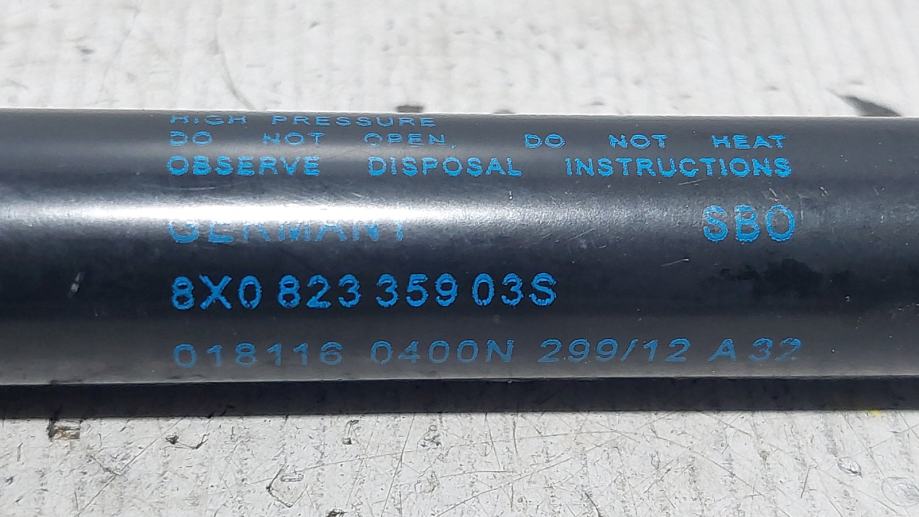 HIGH PRESSURE
DO NOT OPEN, DO NOT HEAT
OBSERVE DISPOSAL INSTRUCTIONS
GERMANY SBO
8X0 823 359 03S
018116 0400N 299/12 A32